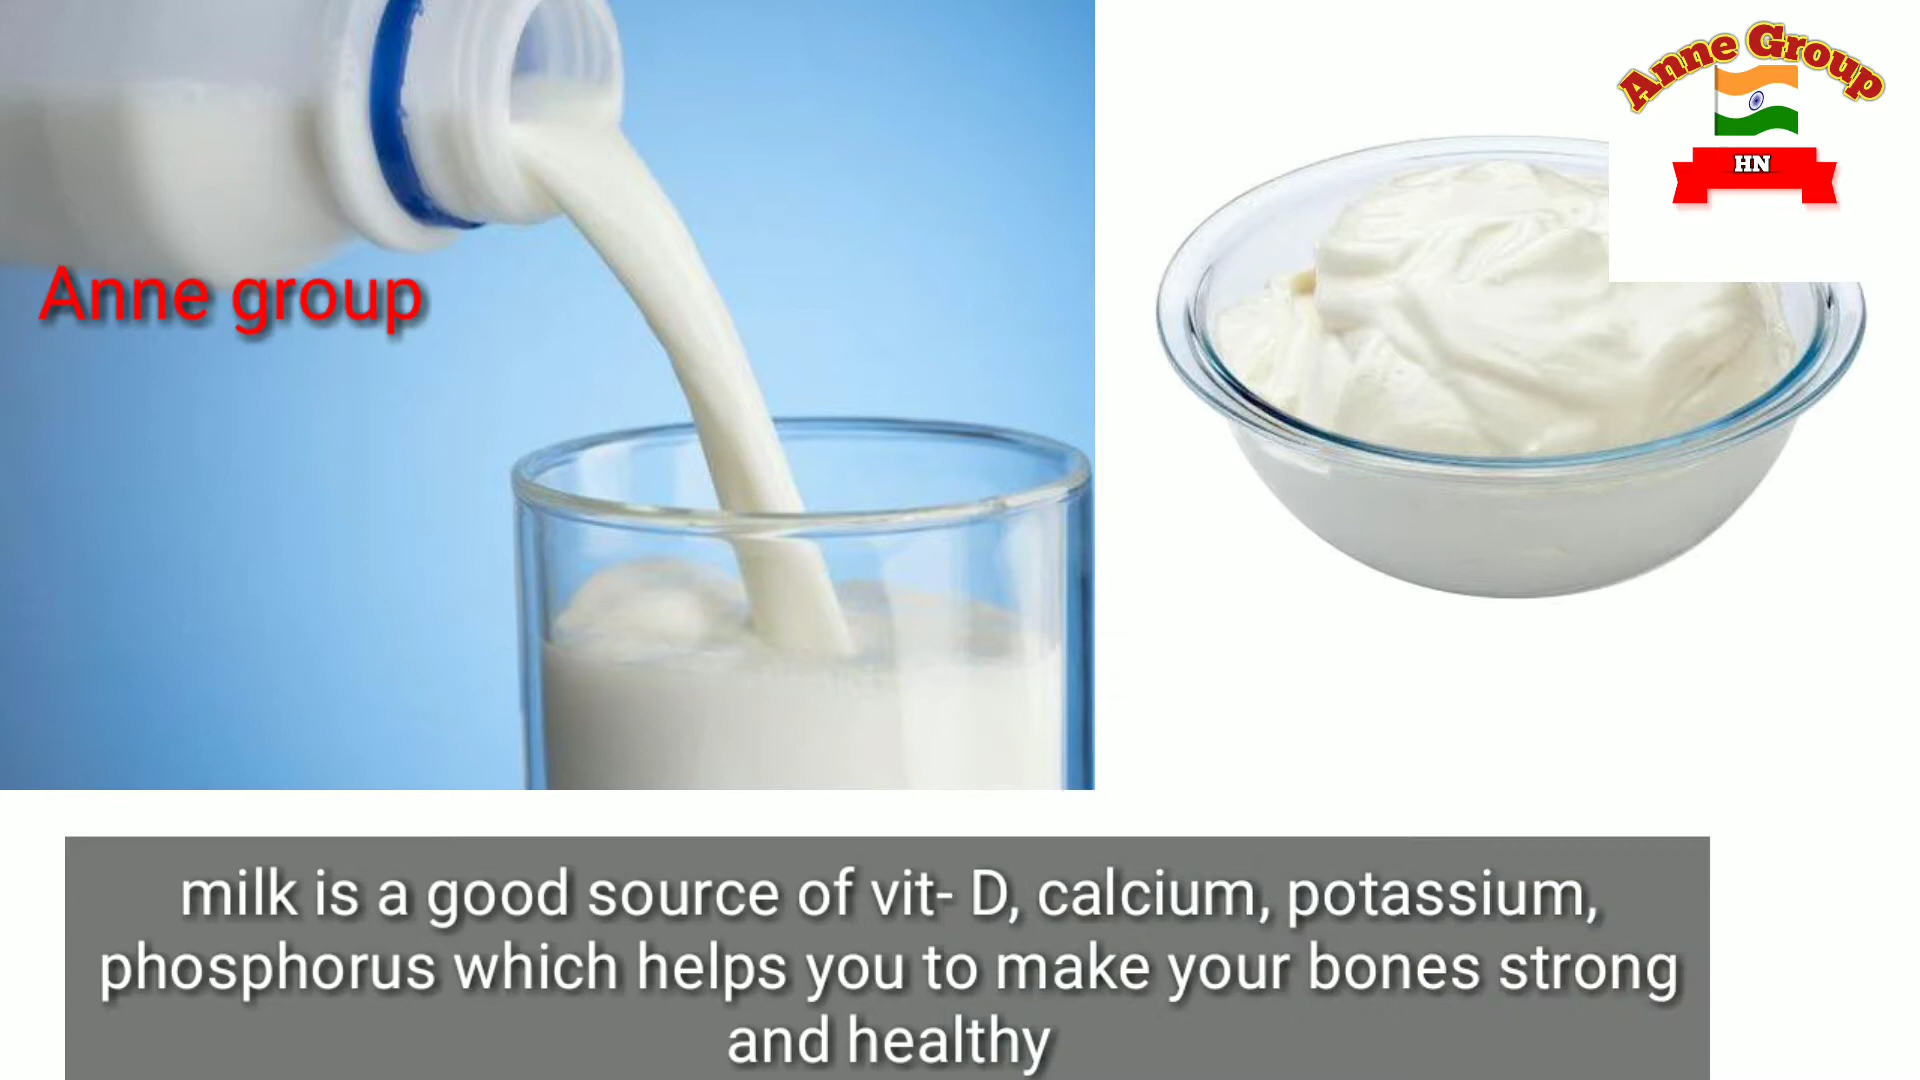 Anne Group
HN
Anne group
milk is a good source of vit- D, calcium, potassium,
phosphorus which helps you to make your bones strong
and healthy